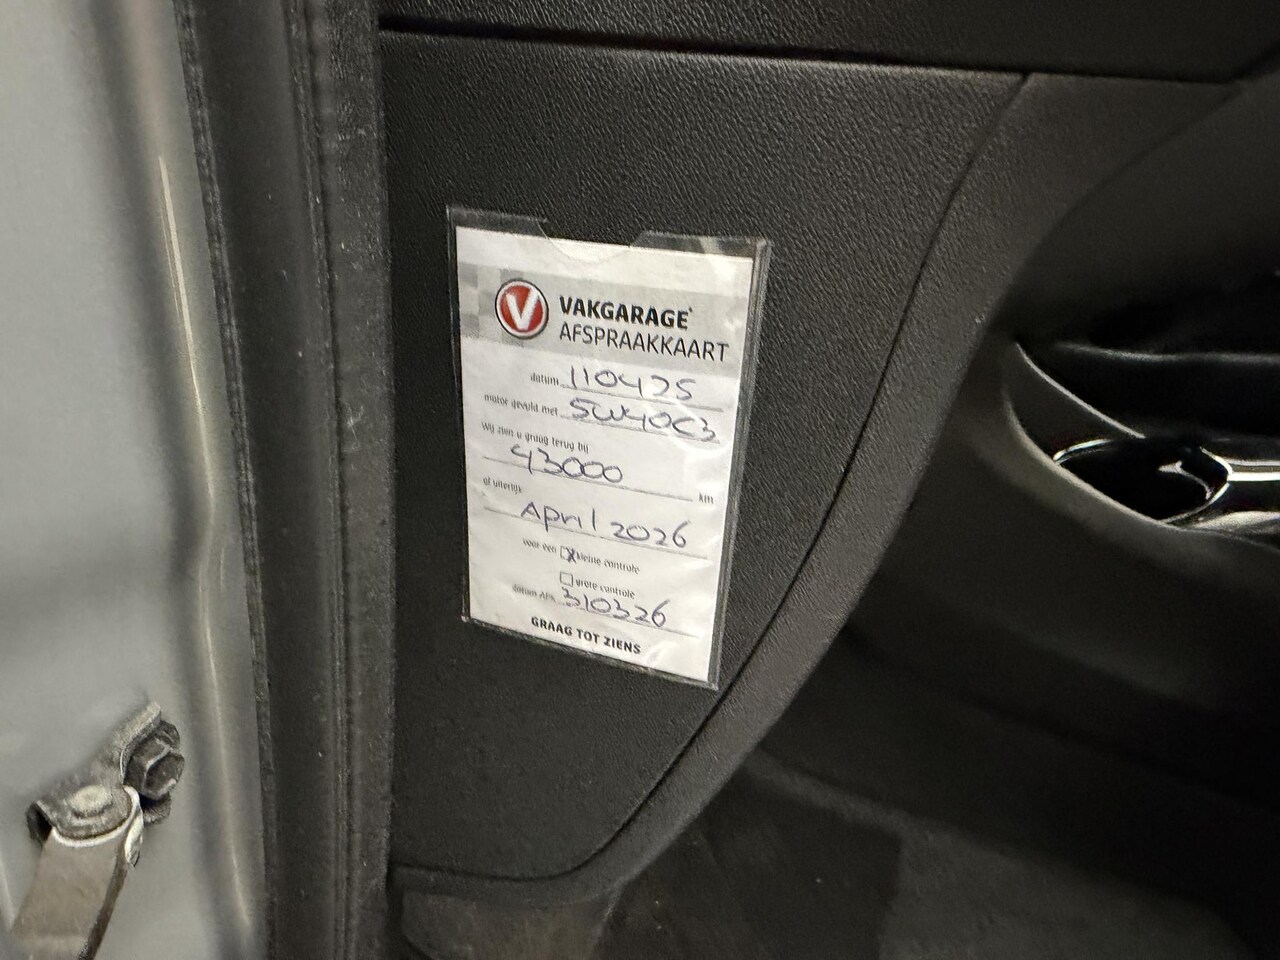 V VAKGARAGE
AFSPRAAKKAART
datum 110425
motor gevuld met 5W40C3
Wij zien u graag terug bij
43000 km
of uiterlijk
April 2026
voor een kleine controle
grote controle
datum APK 310326
GRAAG TOT ZIENS